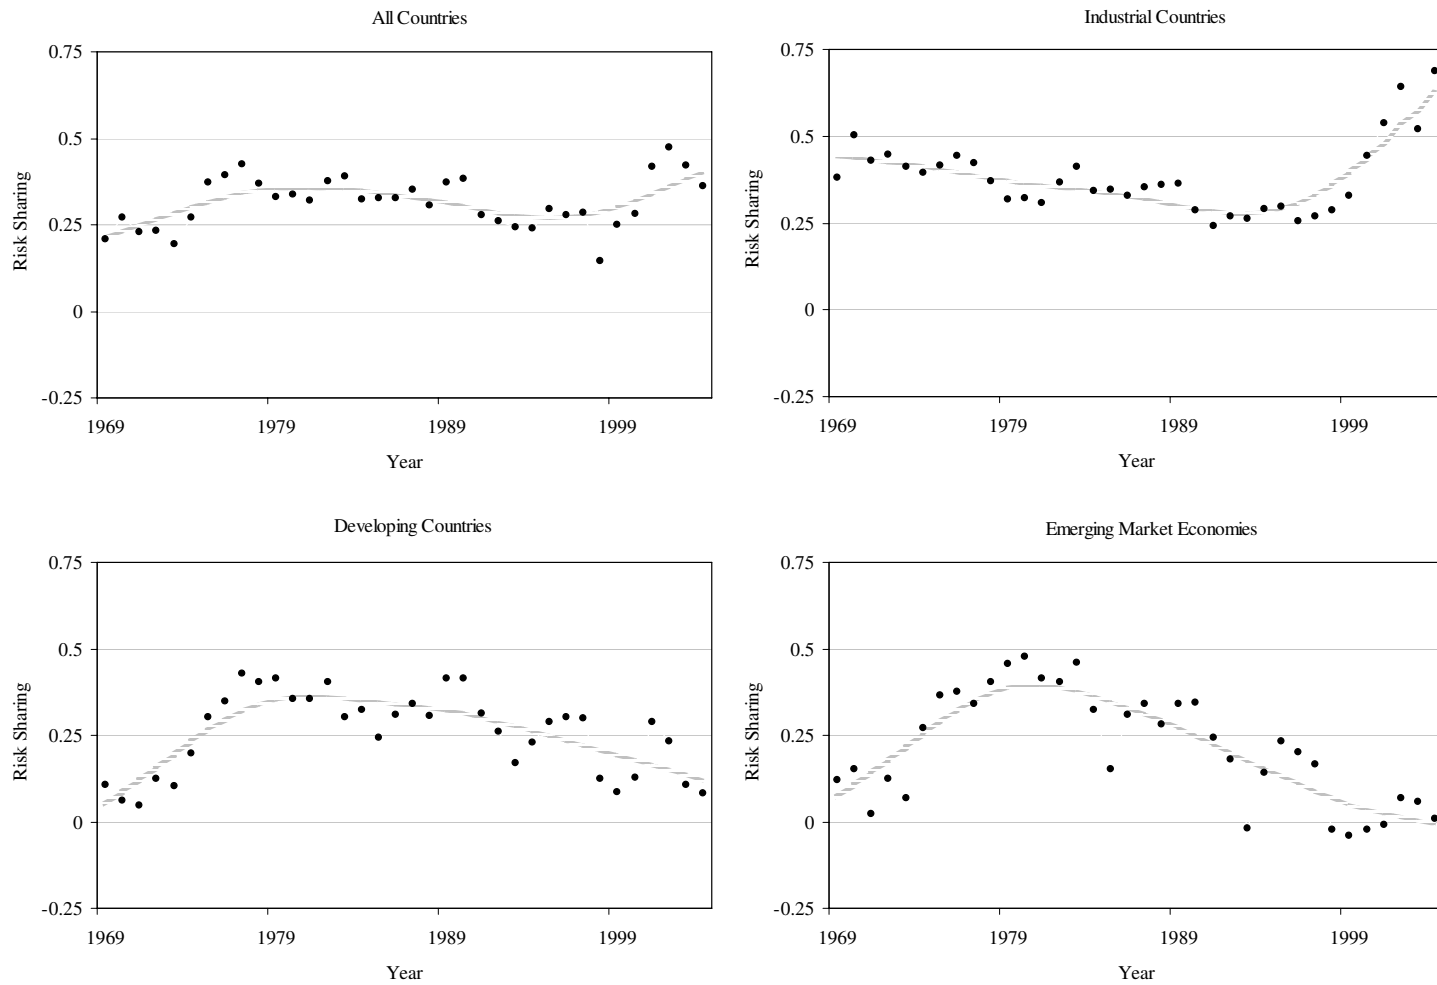 All Countries
0.75
0.5
0.25
0
-0.25
Risk Sharing
1969 1979 1989 1999
Year
Industrial Countries
0.75
0.5
0.25
0
-0.25
Risk Sharing
1969 1979 1989 1999
Year
Developing Countries
0.75
0.5
0.25
0
-0.25
Risk Sharing
1969 1979 1989 1999
Year
Emerging Market Economies
0.75
0.5
0.25
0
-0.25
Risk Sharing
1969 1979 1989 1999
Year